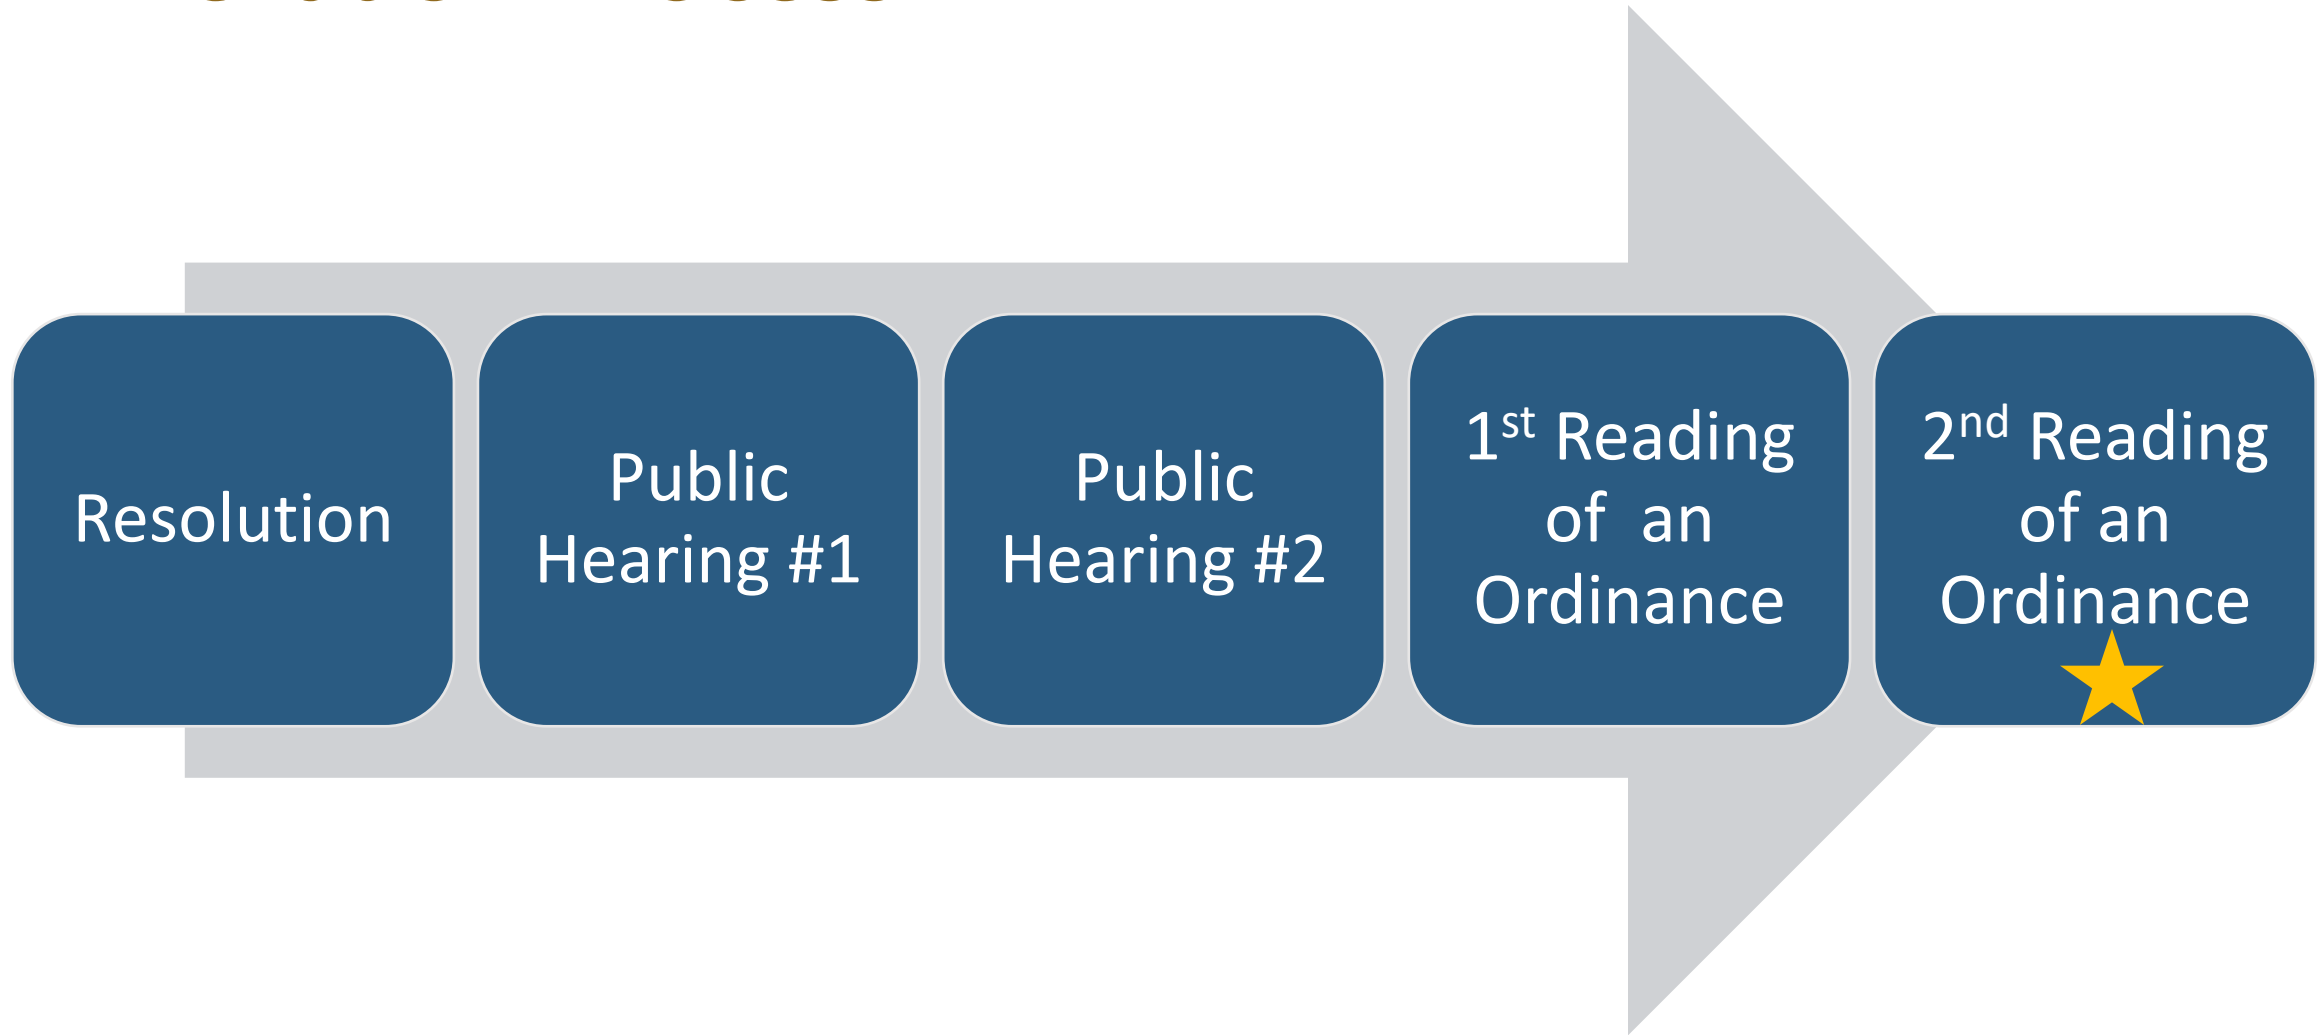 Resolution
Public
Hearing #1
Public
Hearing #2
1st Reading
of  an
Ordinance
2nd Reading
of an
Ordinance